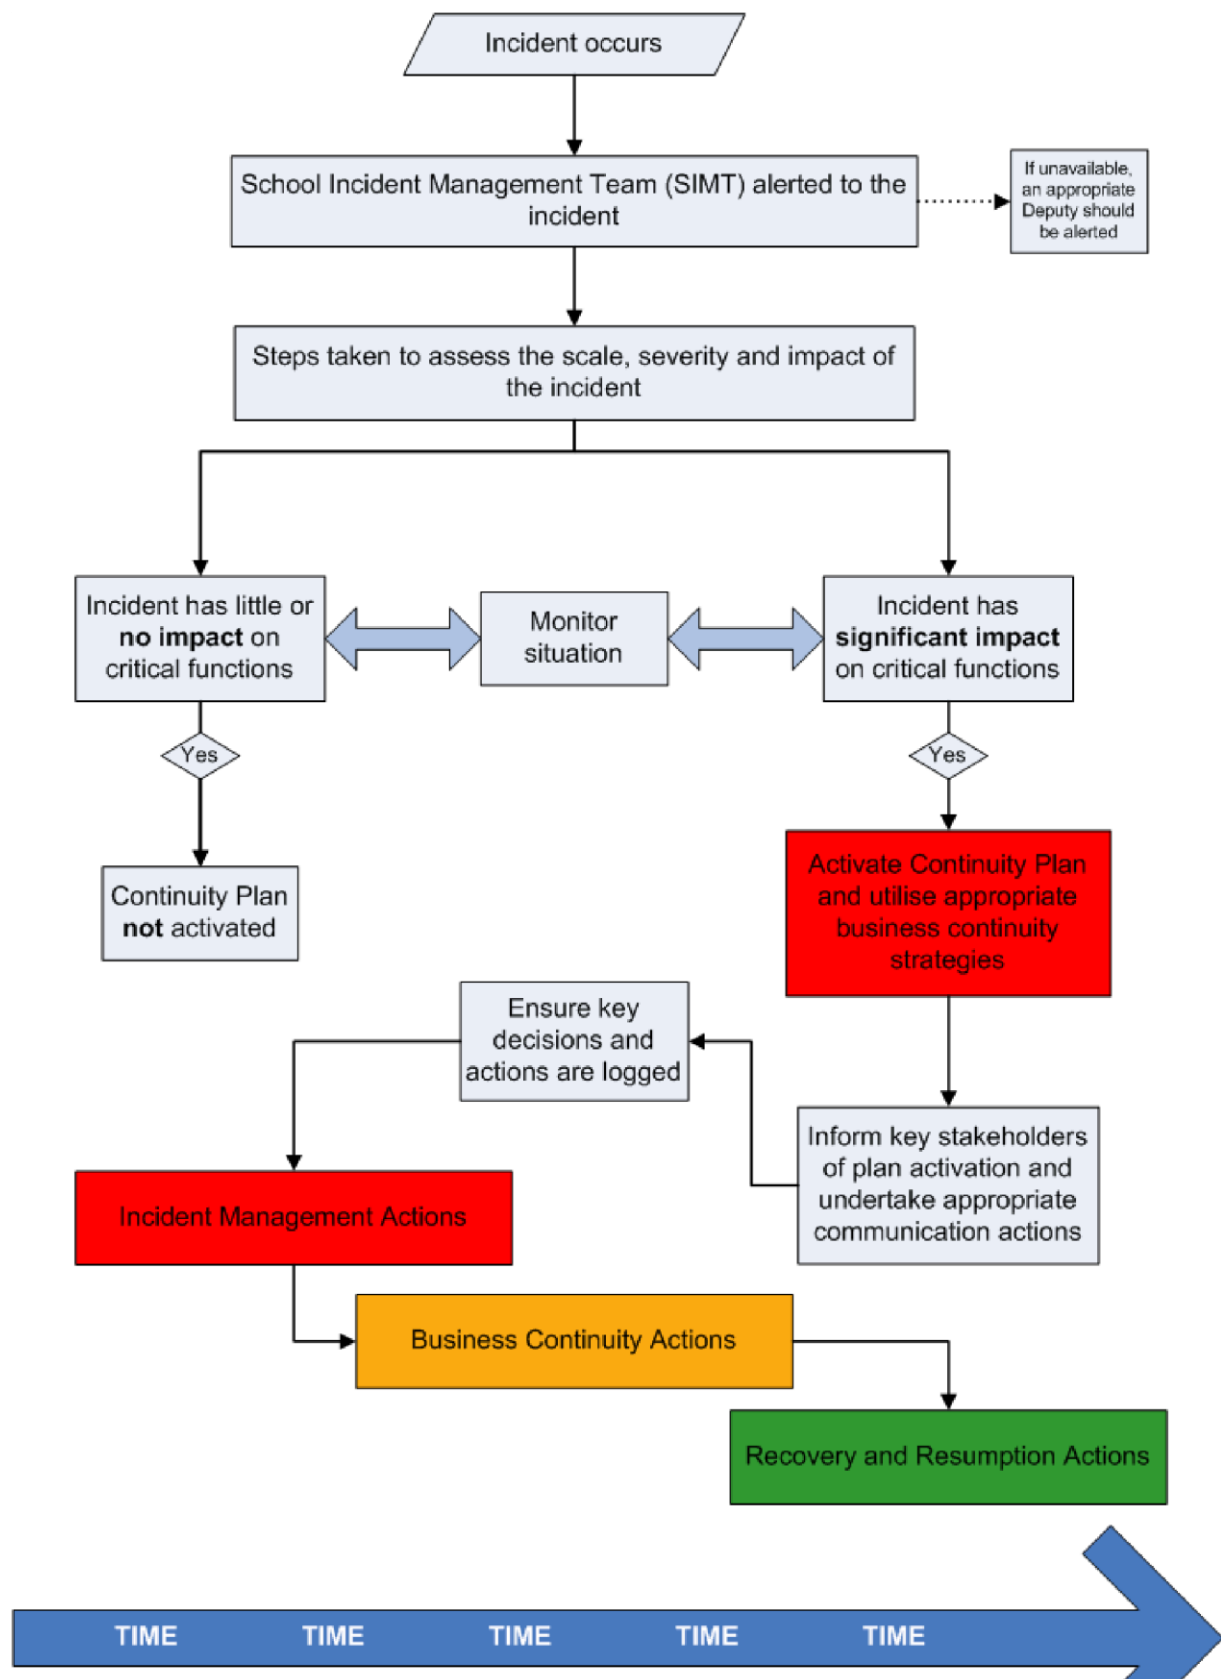 Incident occurs
School Incident Management Team (SIMT) alerted to the
incident
If unavailable,
an appropriate
Deputy should
be alerted
Steps taken to assess the scale, severity and impact of
the incident
Incident has little or
no impact on
critical functions
Monitor
situation
Incident has
significant impact
on critical functions
Yes
Yes
Continuity Plan
not activated
Activate Continuity Plan
and utilise appropriate
business continuity
strategies
Ensure key
decisions and
actions are logged
Inform key stakeholders
of plan activation and
undertake appropriate
communication actions
Incident Management Actions
Business Continuity Actions
Recovery and Resumption Actions
TIME TIME TIME TIME TIME